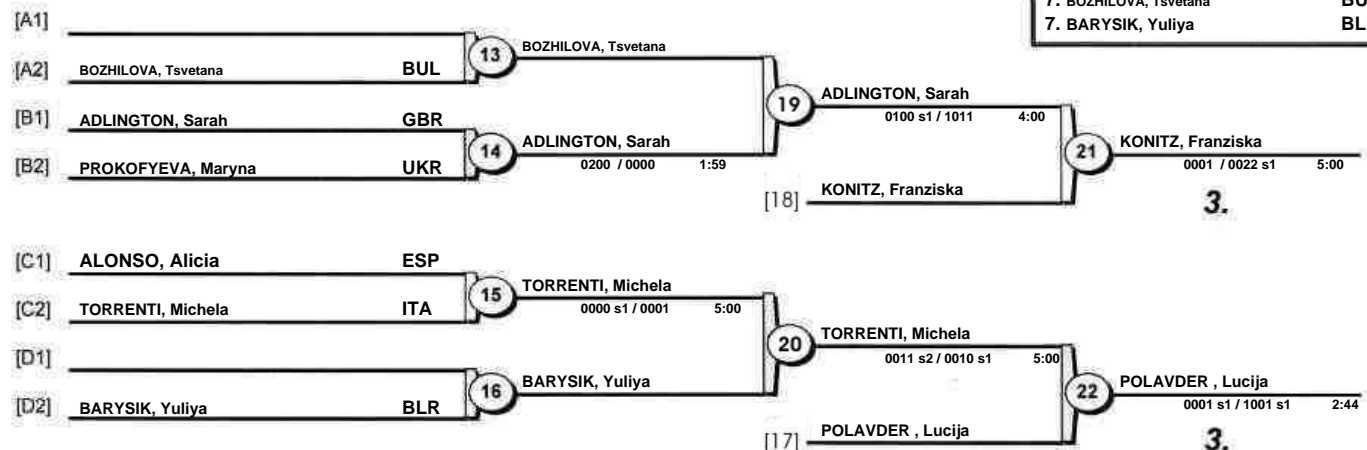 7. BOZHILOVA, Tsvetana BU
7. BARYSIK, Yuliya BL
[A1]
13 BOZHILOVA, Tsvetana
[A2] BOZHILOVA, Tsvetana BUL
19 ADLINGTON, Sarah
0100 s1 / 1011 4:00
[B1] ADLINGTON, Sarah GBR
14 ADLINGTON, Sarah
0200 / 0000 1:59
21 KONITZ, Franziska
0001 / 0022 s1 5:00
[B2] PROKOFYEVA, Maryna UKR
[18] KONITZ, Franziska
3.
[C1] ALONSO, Alicia ESP
15 TORRENTI, Michela
0000 s1 / 0001 5:00
[C2] TORRENTI, Michela ITA
20 TORRENTI, Michela
0011 s2 / 0010 s1 5:00
[D1]
16 BARYSIK, Yuliya
22 POLAVDER , Lucija
0001 s1 / 1001 s1 2:44
[D2] BARYSIK, Yuliya BLR
[17] POLAVDER , Lucija
3.